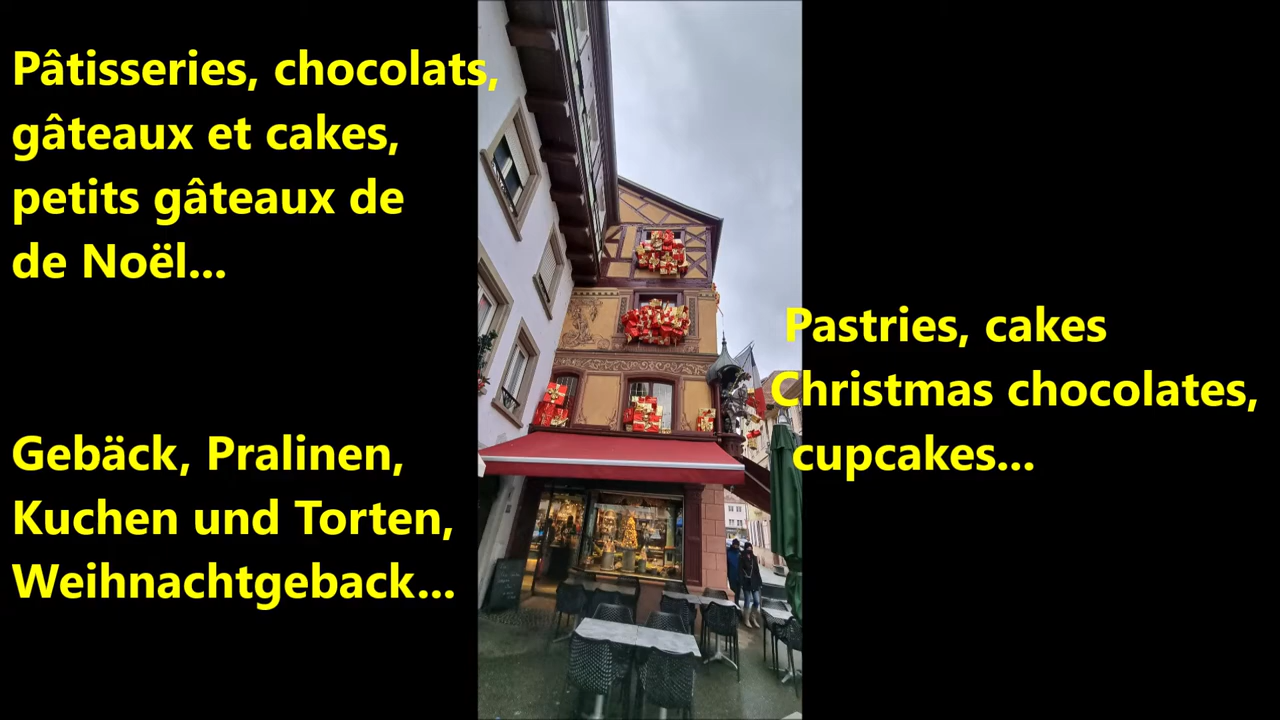 Pâtisseries, chocolats,
gâteaux et cakes,
petits gâteaux de
de Noël...
Gebäck, Pralinen,
Kuchen und Torten,
Weihnachtgeback...
Pastries, cakes
Christmas chocolates,
cupcakes...